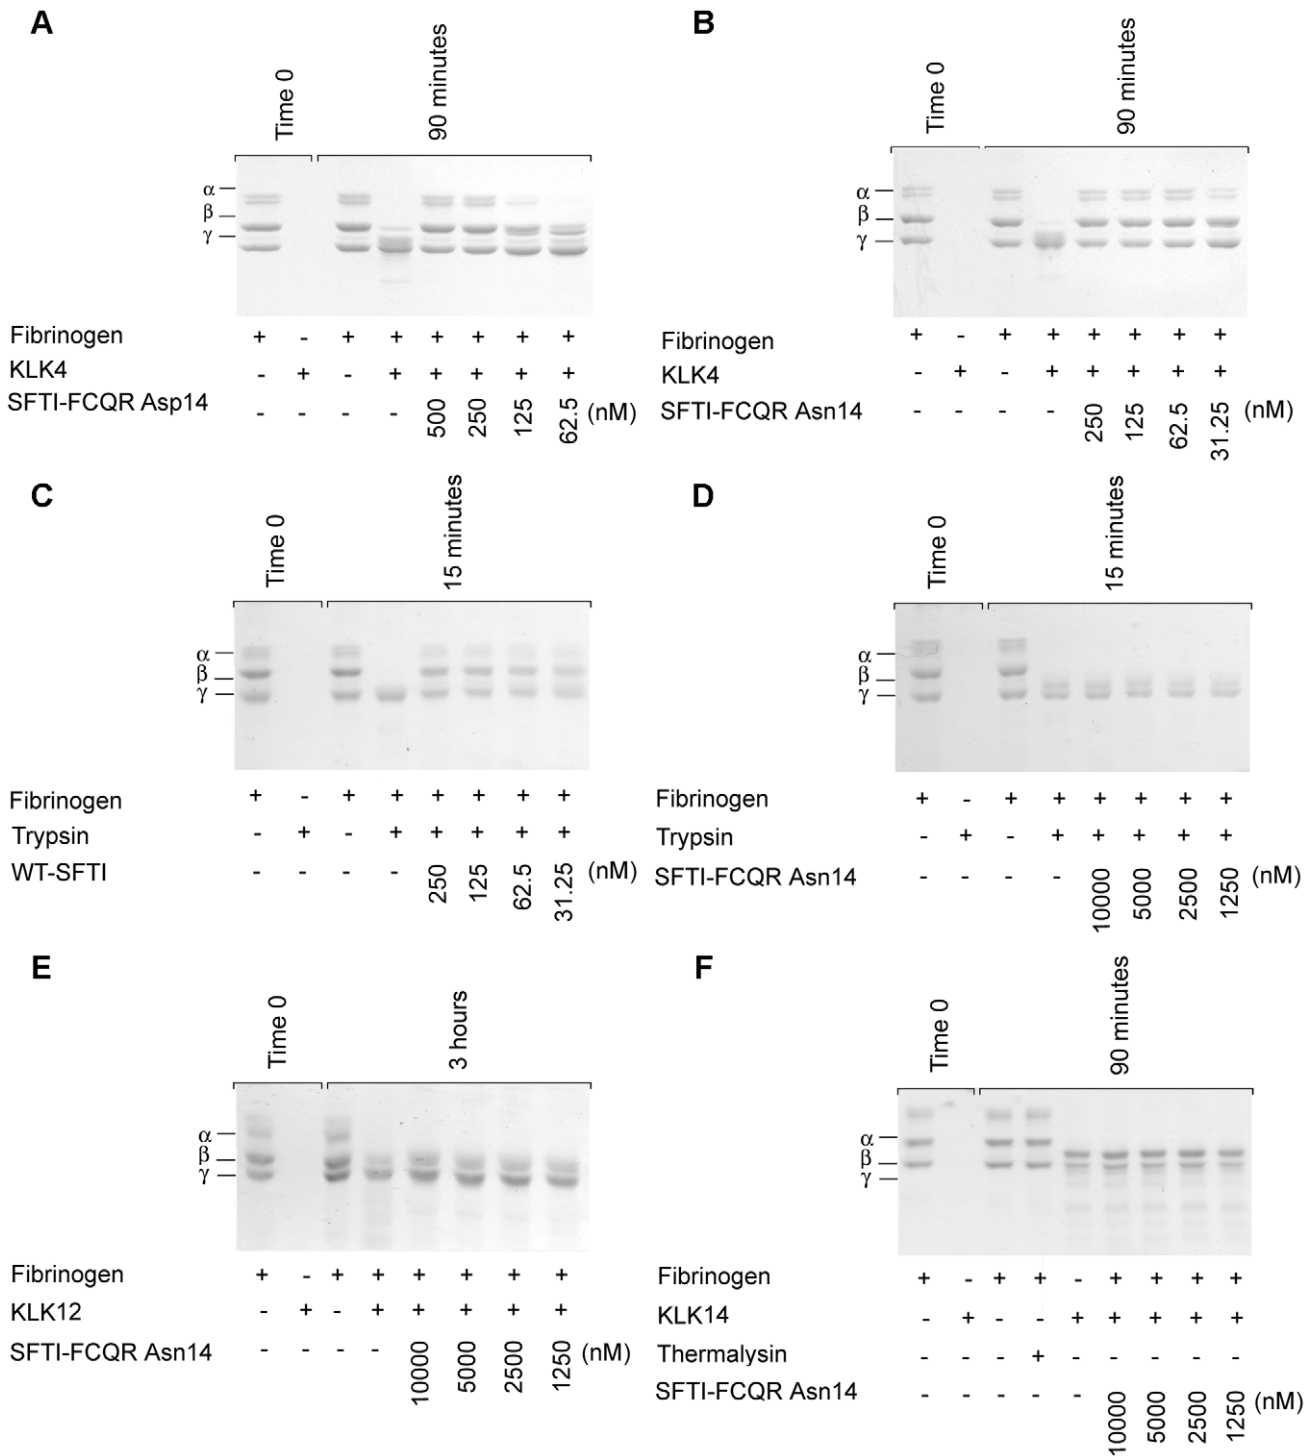 A
Time 0
90 minutes
α
β
γ
Fibrinogen + - + + + + + +
KLK4 - + - + + + + +
SFTI-FCQR Asp14 - - - - 500 250 125 62.5 (nM)
B
Time 0
90 minutes
α
β
γ
Fibrinogen + - + + + + + +
KLK4 - + - + + + + +
SFTI-FCQR Asn14 - - - - 250 125 62.5 31.25 (nM)
C
Time 0
15 minutes
α
β
γ
Fibrinogen + - + + + + + +
Trypsin - + - + + + + +
WT-SFTI - - - - 250 125 62.5 31.25 (nM)
D
Time 0
15 minutes
α
β
γ
Fibrinogen + - + + + + + +
Trypsin - + - + + + + +
SFTI-FCQR Asn14 - - - - 10000 5000 2500 1250 (nM)
E
Time 0
3 hours
α
β
γ
Fibrinogen + - + + + + + +
KLK12 - + - + + + + +
SFTI-FCQR Asn14 - - - - 10000 5000 2500 1250 (nM)
F
Time 0
90 minutes
α
β
γ
Fibrinogen + - + + - + + + +
KLK14 - + - - + + + + +
Thermalysin - - - + - - - - -
SFTI-FCQR Asn14 - - - - - 10000 5000 2500 1250 (nM)